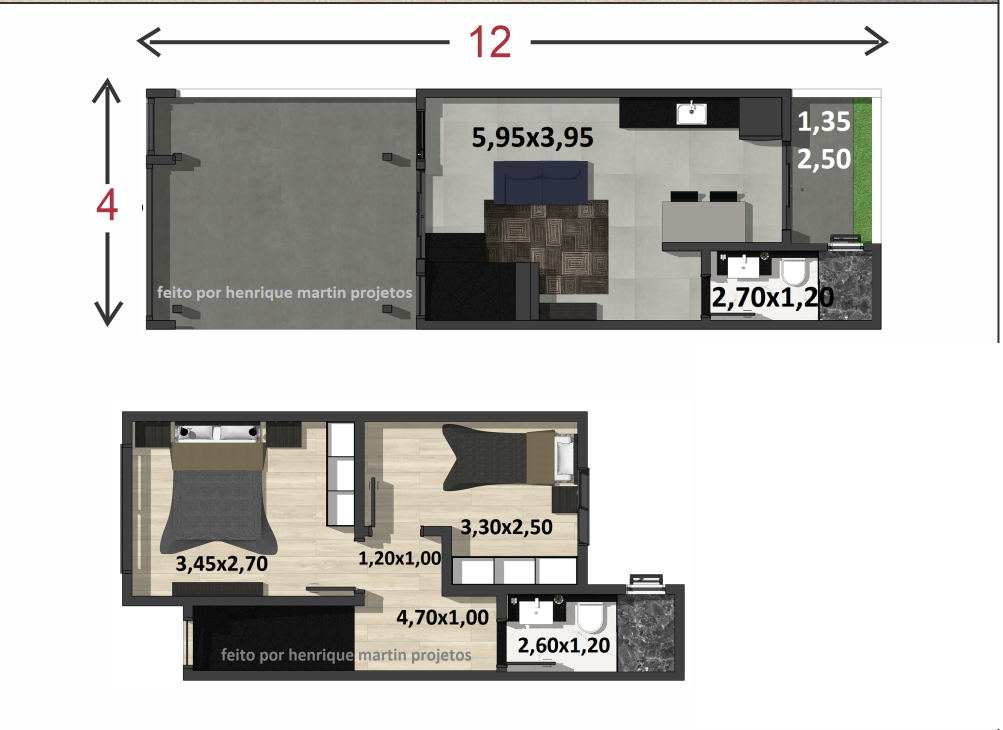 12
4
5,95x3,95
1,35
2,50
feito por henrique martin projetos
2,70x1,20
3,30x2,50
3,45x2,70
1,20x1,00
4,70x1,00
2,60x1,20
feito por henrique martin projetos